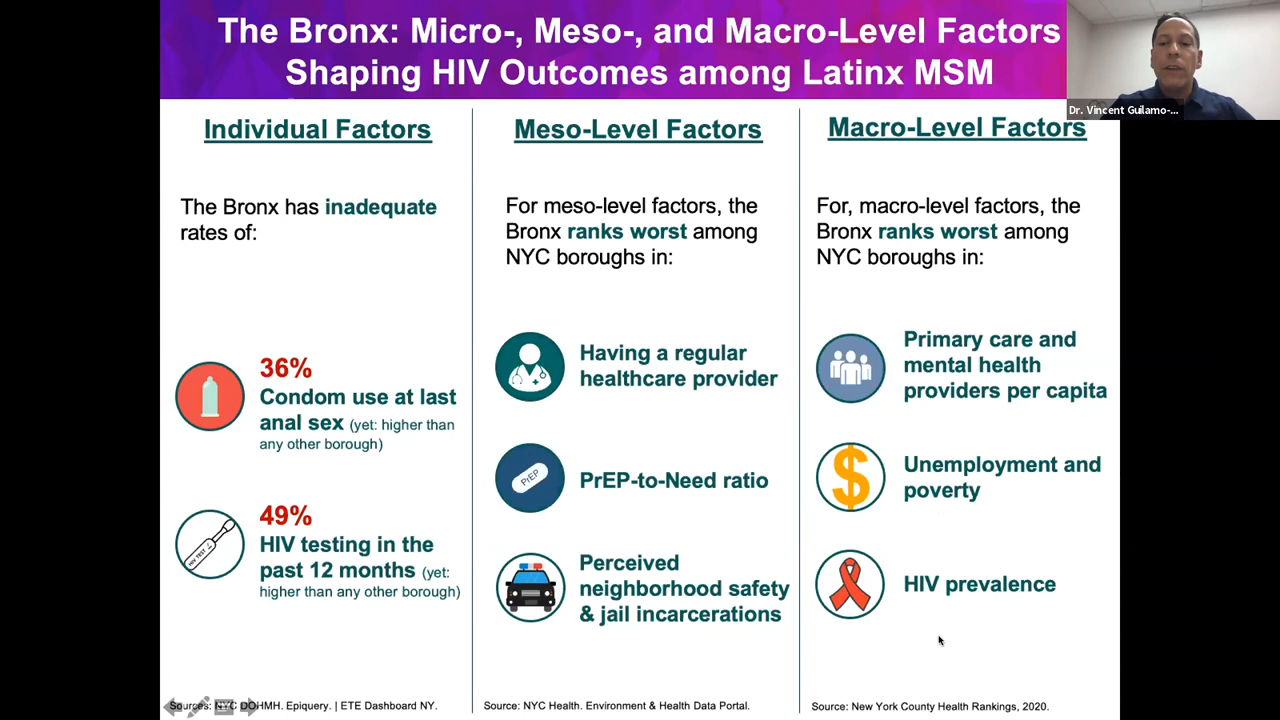 The Bronx: Micro-, Meso-, and Macro-Level Factors
Shaping HIV Outcomes among Latinx MSM
Dr. Vincent Guilamo-...
Individual Factors
The Bronx has inadequate
rates of:
36%
Condom use at last
anal sex (yet: higher than
any other borough)
HIV TEST
49%
HIV testing in the
past 12 months (yet:
higher than any other borough)
Sources: NYC DOHMH. Epiquery. | ETE Dashboard NY.
Meso-Level Factors
For meso-level factors, the
Bronx ranks worst among
NYC boroughs in:
Having a regular
healthcare provider
PrEP
PrEP-to-Need ratio
Perceived
neighborhood safety
& jail incarcerations
Source: NYC Health. Environment & Health Data Portal.
Macro-Level Factors
For, macro-level factors, the
Bronx ranks worst among
NYC boroughs in:
Primary care and
mental health
providers per capita
$
Unemployment and
poverty
HIV prevalence
Source: New York County Health Rankings, 2020.